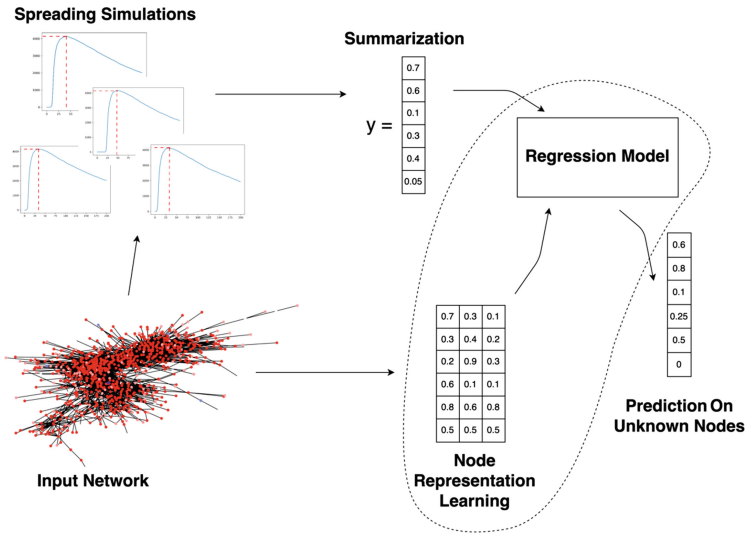 Spreading Simulations
Summarization
y =
0.7
0.6
0.1
0.3
0.4
0.05
Regression Model
0.6
0.8
0.1
0.25
0.5
0
Prediction On
Unknown Nodes
0.7 0.3 0.1
0.3 0.4 0.2
0.2 0.9 0.3
0.6 0.1 0.1
0.8 0.6 0.8
0.5 0.5 0.5
Node
Representation
Learning
Input Network